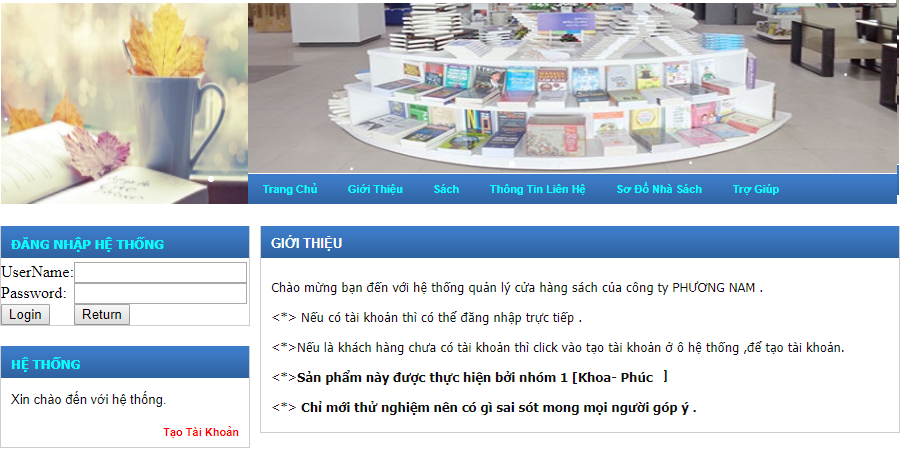 Trang Chủ Giới Thiệu Sách Thông Tin Liên Hệ Sơ Đồ Nhà Sách Trợ Giúp
ĐĂNG NHẬP HỆ THỐNG
UserName:
Password:
Login Return
HỆ THỐNG
Xin chào đến với hệ thống.
Tạo Tài Khoản
GIỚI THIỆU
Chào mừng bạn đến với hệ thống quản lý cửa hàng sách của công ty PHƯƠNG NAM .
<*> Nếu có tài khoản thì có thể đăng nhập trực tiếp .
<*>Nếu là khách hàng chưa có tài khoản thì click vào tạo tài khoản ở ô hệ thống ,để tạo tài khoản.
<*>Sản phẩm này được thực hiện bởi nhóm 1 [Khoa- Phúc ]
<*> Chỉ mới thử nghiệm nên có gì sai sót mong mọi người góp ý .